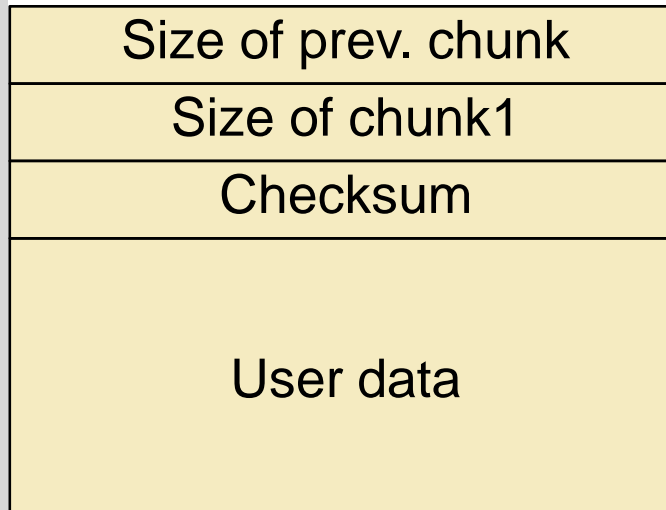 Size of prev. chunk
Size of chunk1
Checksum
User data